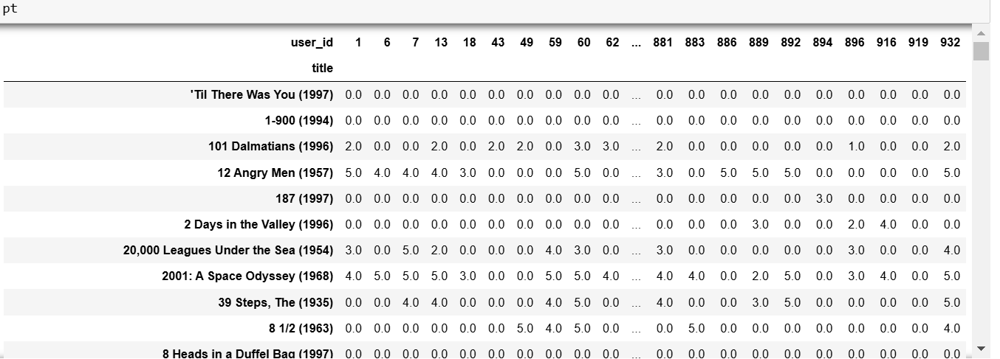 pt
user_id 1 6 7 13 18 43 49 59 60 62 ... 881 883 886 889 892 894 896 916 919 932
title
'Til There Was You (1997) 0.0 0.0 0.0 0.0 0.0 0.0 0.0 0.0 0.0 0.0 ... 0.0 0.0 0.0 0.0 0.0 0.0 0.0 0.0 0.0 0.0
1-900 (1994) 0.0 0.0 0.0 0.0 0.0 0.0 0.0 0.0 0.0 0.0 ... 0.0 0.0 0.0 0.0 0.0 0.0 0.0 0.0 0.0 0.0
101 Dalmatians (1996) 2.0 0.0 0.0 2.0 0.0 2.0 2.0 0.0 3.0 3.0 ... 2.0 0.0 0.0 0.0 0.0 0.0 1.0 0.0 0.0 2.0
12 Angry Men (1957) 5.0 4.0 4.0 4.0 3.0 0.0 0.0 0.0 5.0 0.0 ... 3.0 0.0 5.0 5.0 5.0 0.0 0.0 0.0 0.0 5.0
187 (1997) 0.0 0.0 0.0 0.0 0.0 0.0 0.0 0.0 0.0 0.0 ... 0.0 0.0 0.0 0.0 0.0 3.0 0.0 0.0 0.0 0.0
2 Days in the Valley (1996) 0.0 0.0 0.0 0.0 0.0 0.0 0.0 0.0 0.0 0.0 ... 0.0 0.0 0.0 3.0 0.0 0.0 2.0 4.0 0.0 0.0
20,000 Leagues Under the Sea (1954) 3.0 0.0 5.0 2.0 0.0 0.0 0.0 4.0 3.0 0.0 ... 3.0 0.0 0.0 0.0 0.0 0.0 3.0 0.0 0.0 4.0
2001: A Space Odyssey (1968) 4.0 5.0 5.0 5.0 3.0 0.0 0.0 5.0 5.0 4.0 ... 4.0 4.0 0.0 2.0 5.0 0.0 3.0 4.0 0.0 5.0
39 Steps, The (1935) 0.0 0.0 4.0 4.0 0.0 0.0 0.0 4.0 5.0 0.0 ... 4.0 0.0 0.0 3.0 5.0 0.0 0.0 0.0 0.0 5.0
8 1/2 (1963) 0.0 0.0 0.0 0.0 0.0 0.0 5.0 4.0 5.0 0.0 ... 0.0 5.0 0.0 0.0 0.0 0.0 0.0 0.0 0.0 4.0
8 Heads in a Duffel Bag (1997) 0.0 0.0 0.0 0.0 0.0 0.0 0.0 0.0 0.0 0.0 ... 0.0 0.0 0.0 0.0 0.0 0.0 0.0 0.0 0.0 0.0